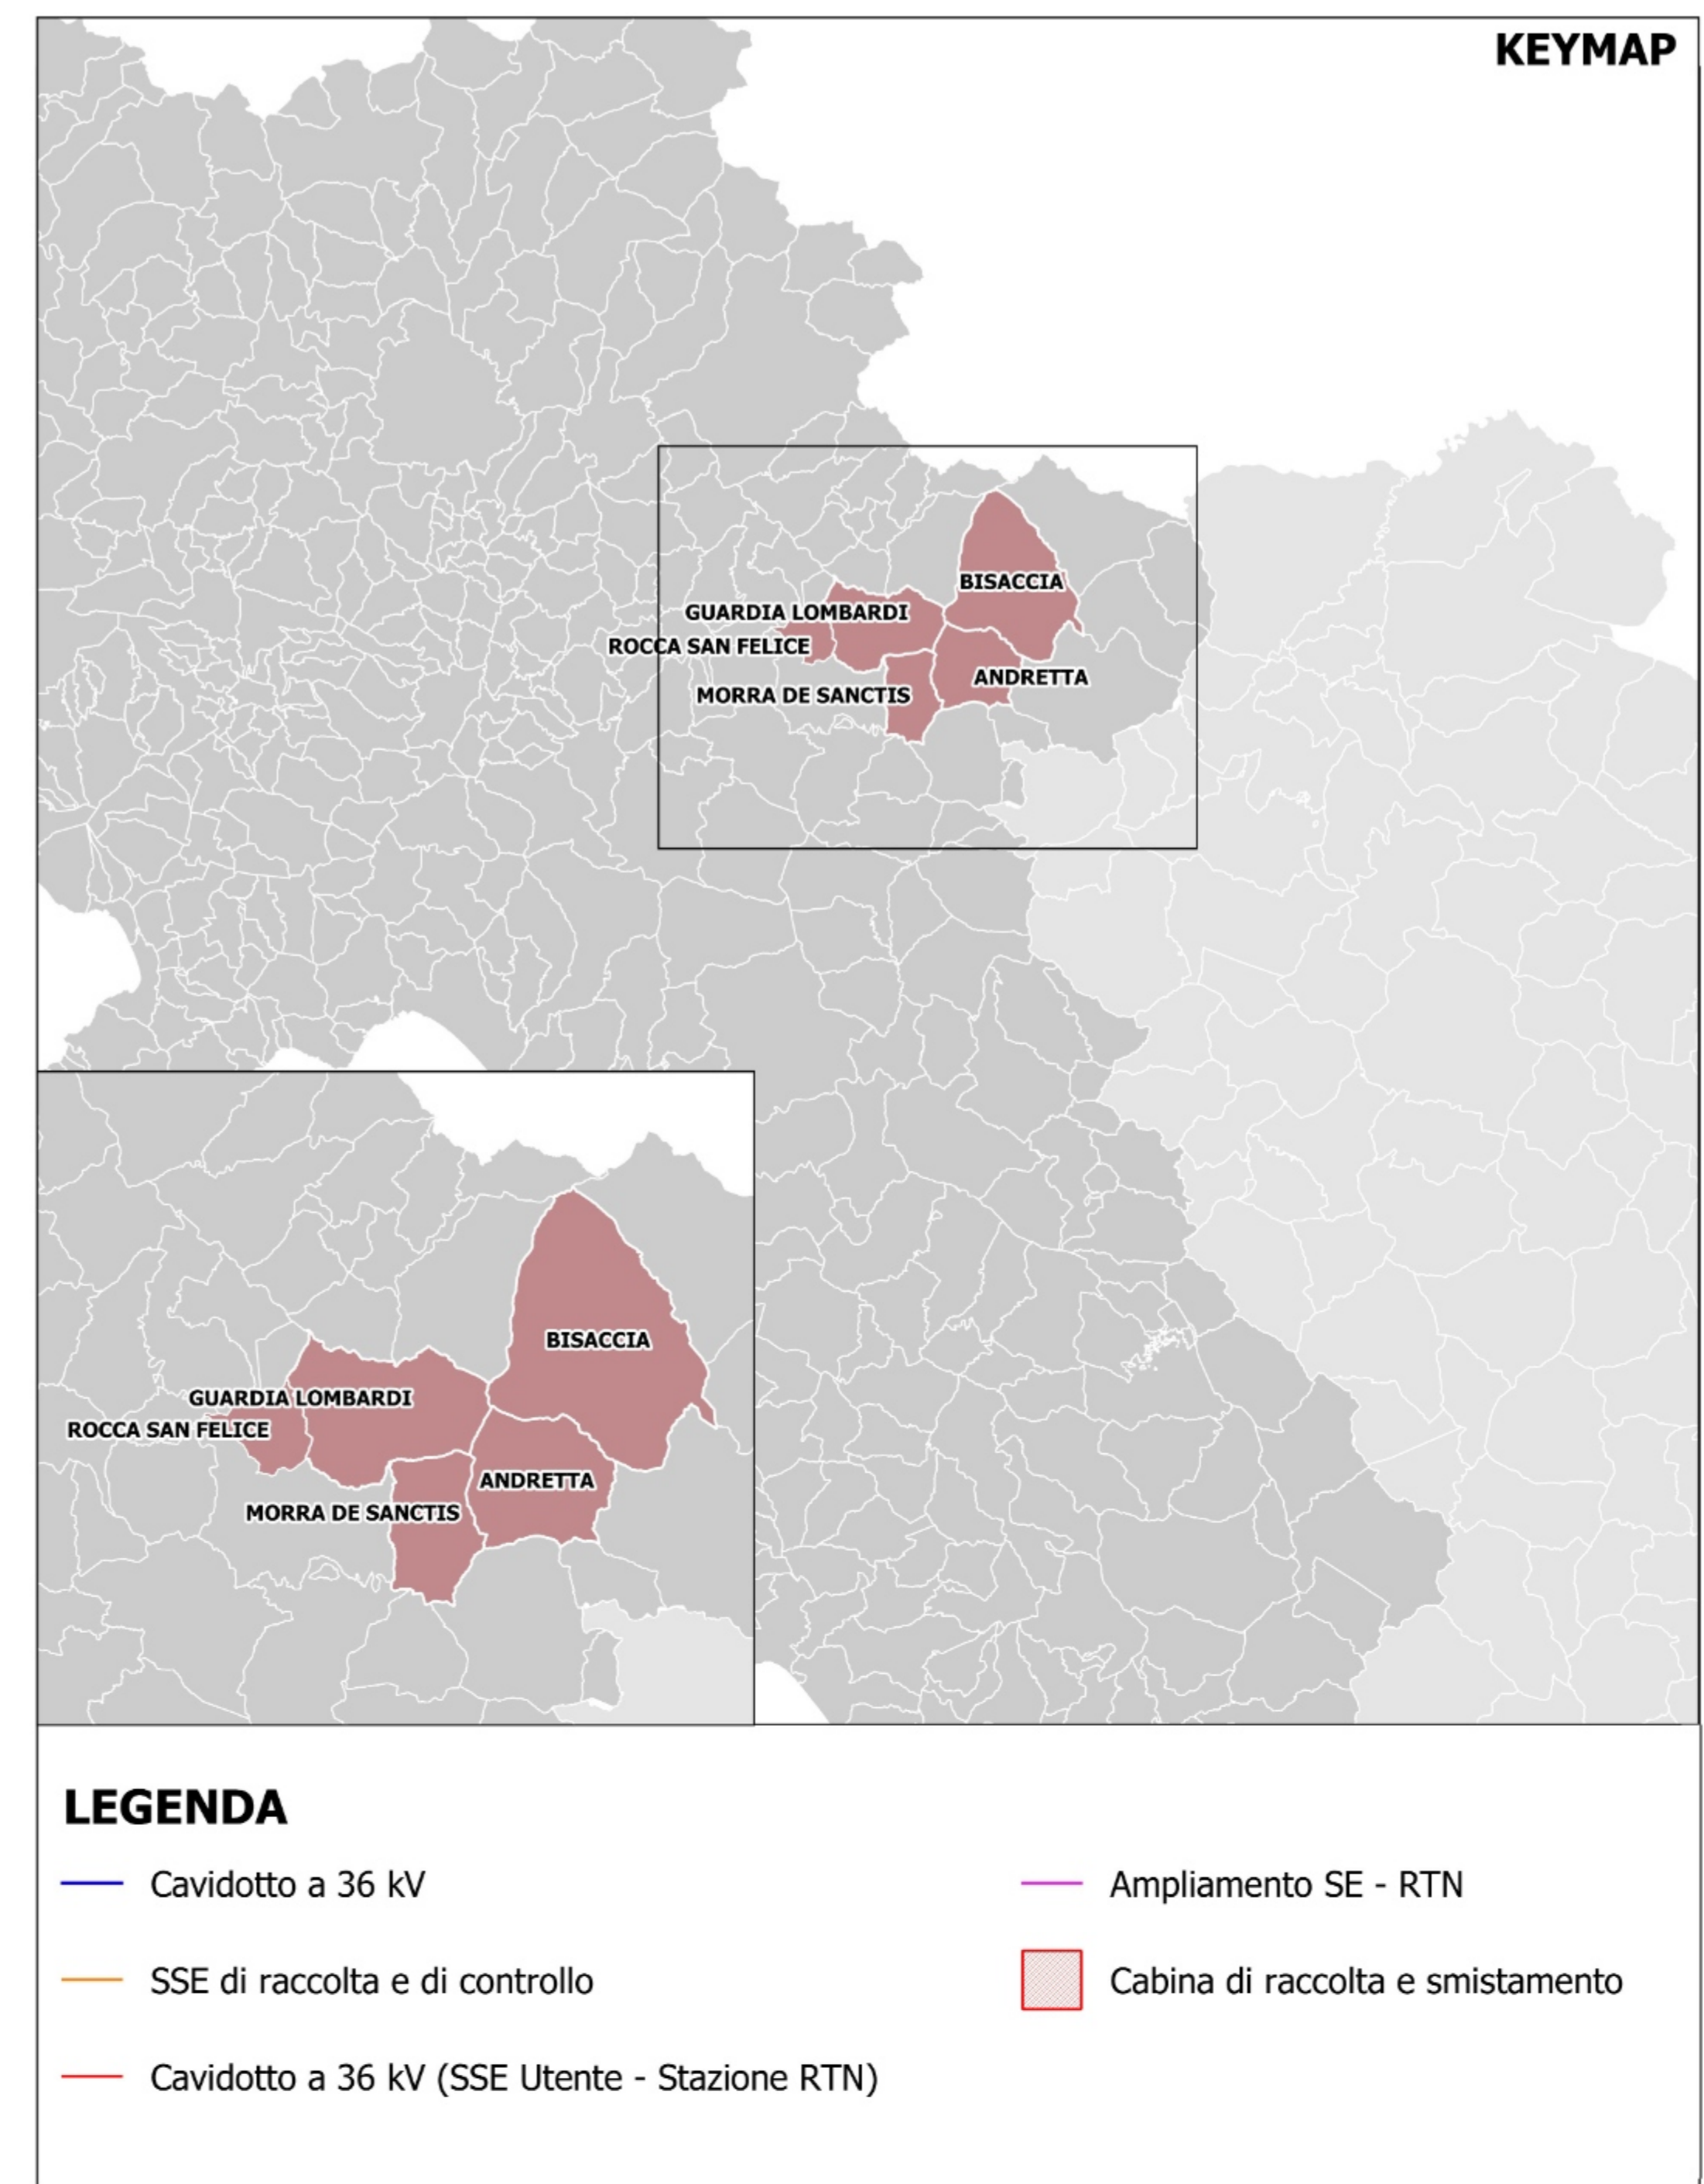 KEYMAP
BISACCIA
GUARDIA LOMBARDI
ROCCA SAN FELICE
ANDRETTA
MORRA DE SANCTIS
BISACCIA
GUARDIA LOMBARDI
ROCCA SAN FELICE
ANDRETTA
MORRA DE SANCTIS
LEGENDA
Cavidotto a 36 kV
SSE di raccolta e di controllo
Cavidotto a 36 kV (SSE Utente - Stazione RTN)
Ampliamento SE - RTN
Cabina di raccolta e smistamento